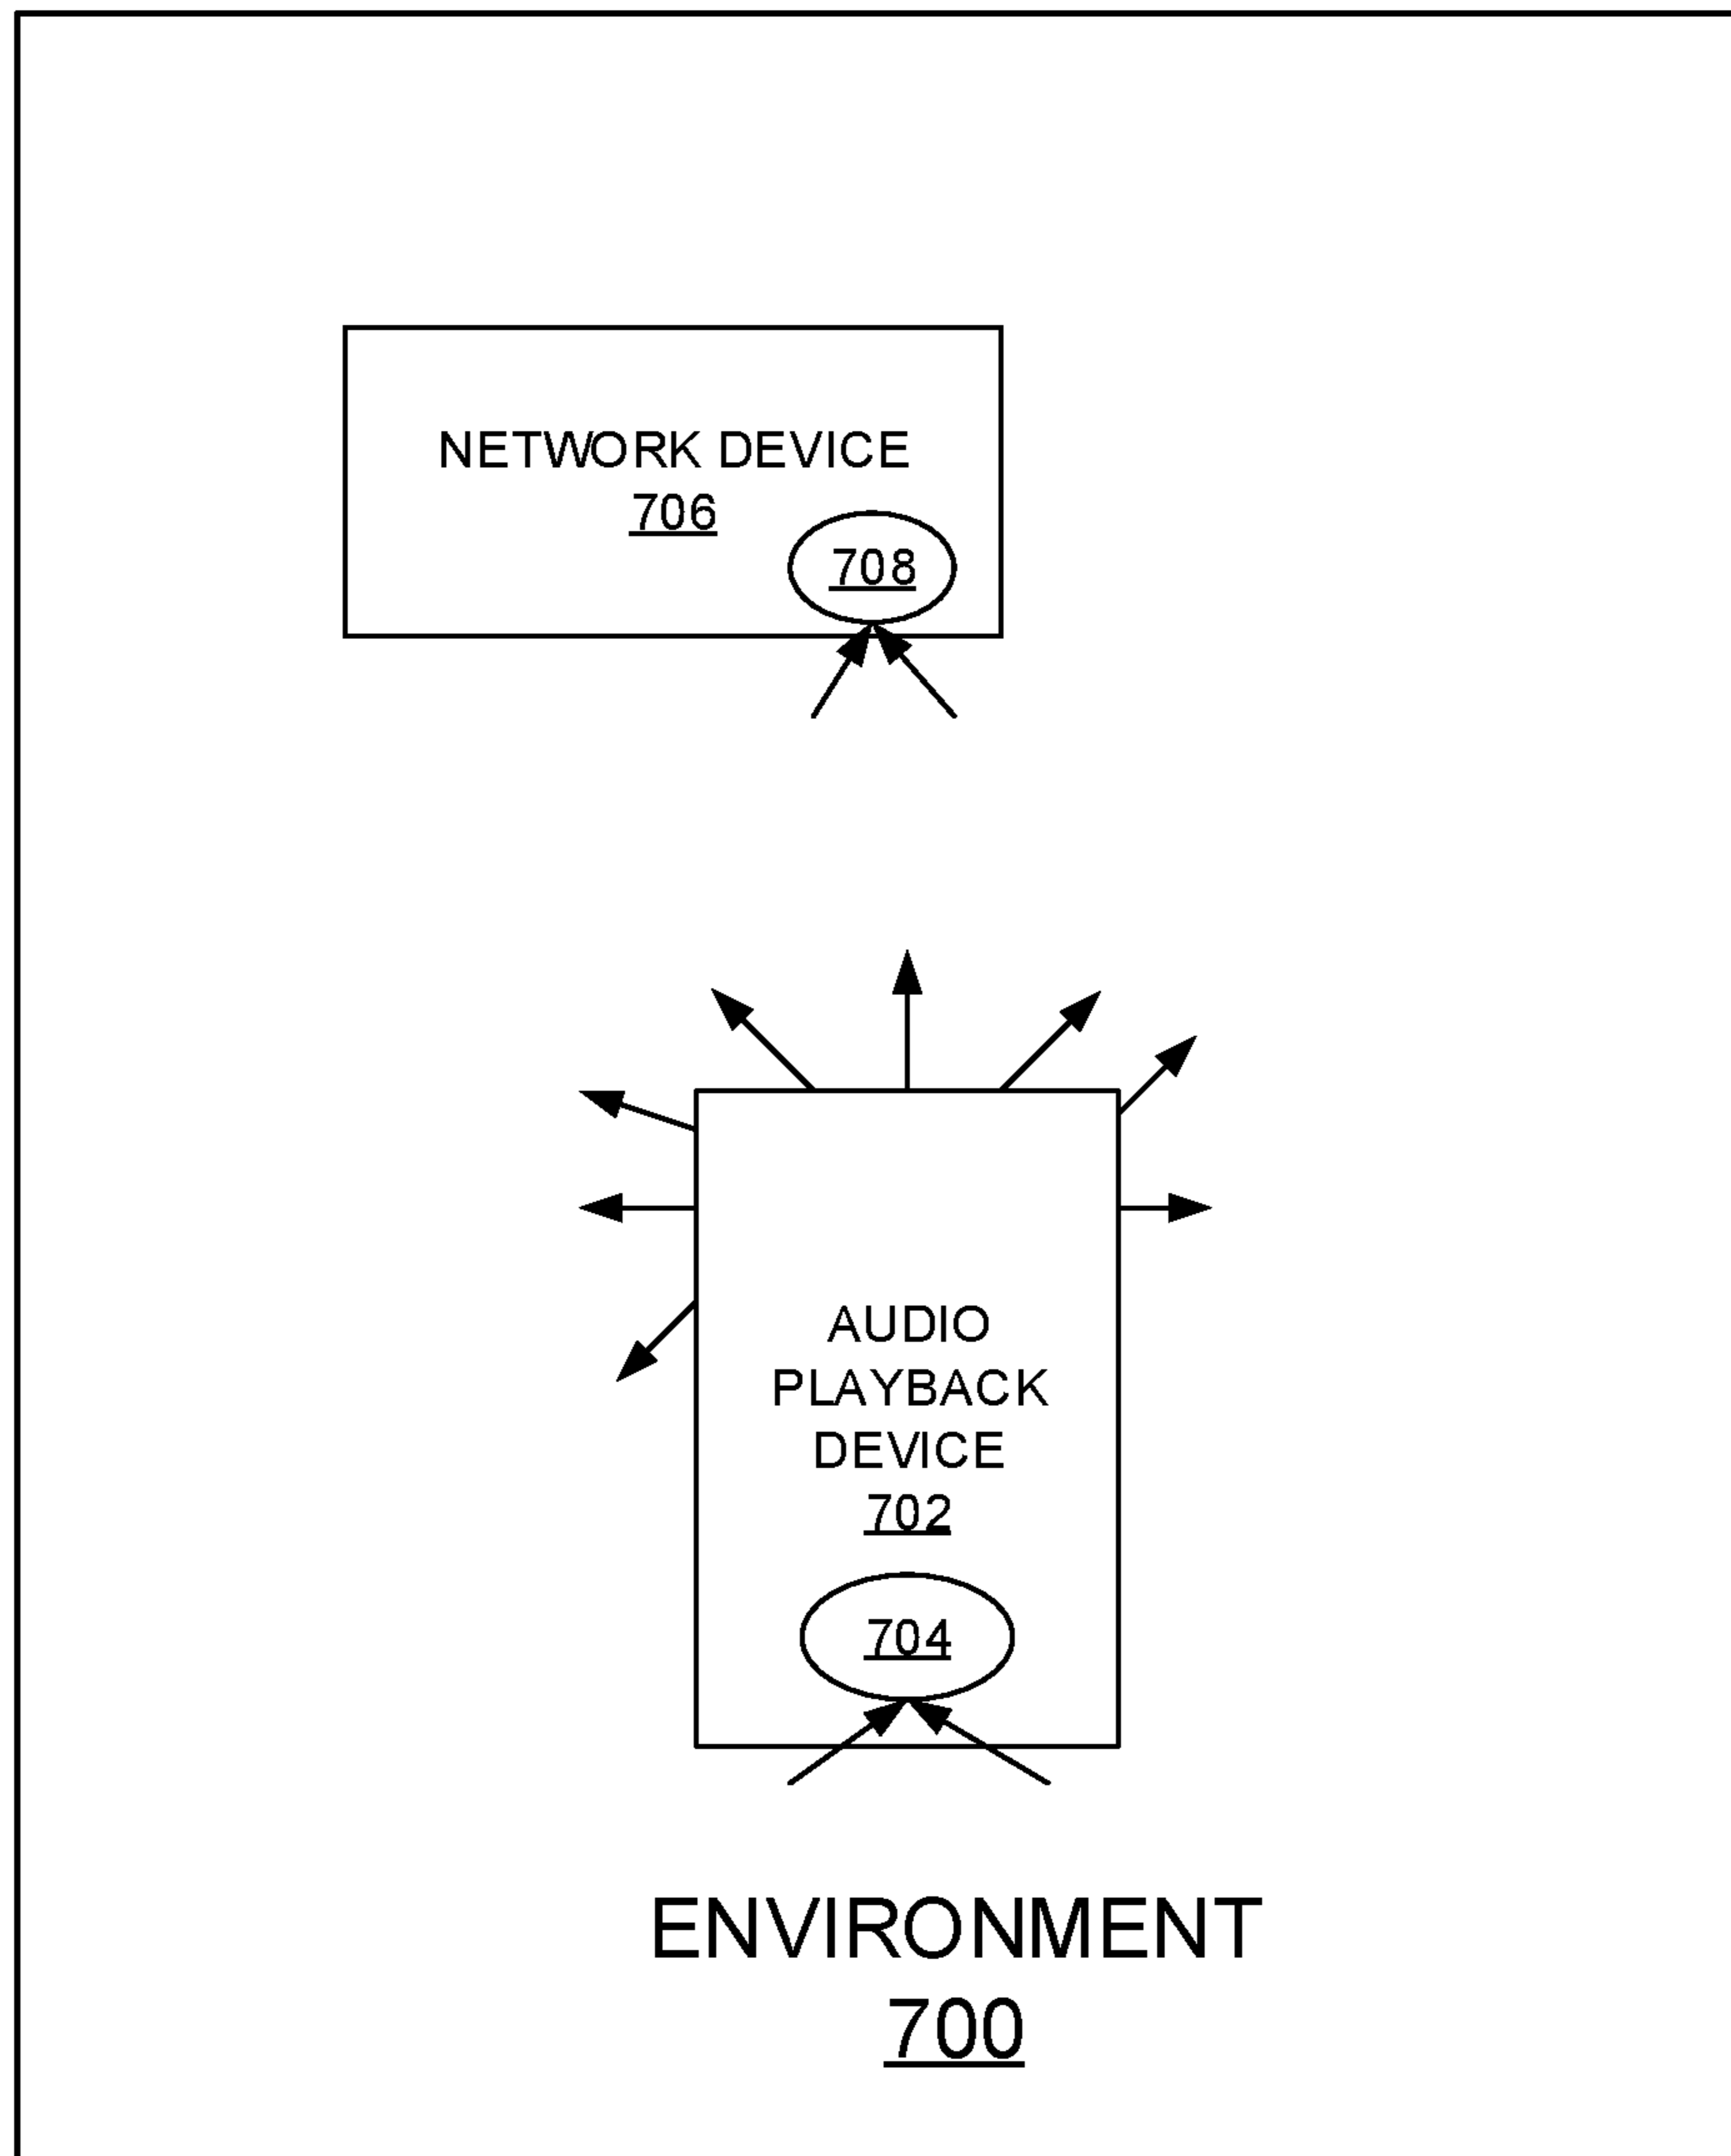 NETWORK DEVICE
706
708
AUDIO
PLAYBACK
DEVICE
702
704
ENVIRONMENT
700